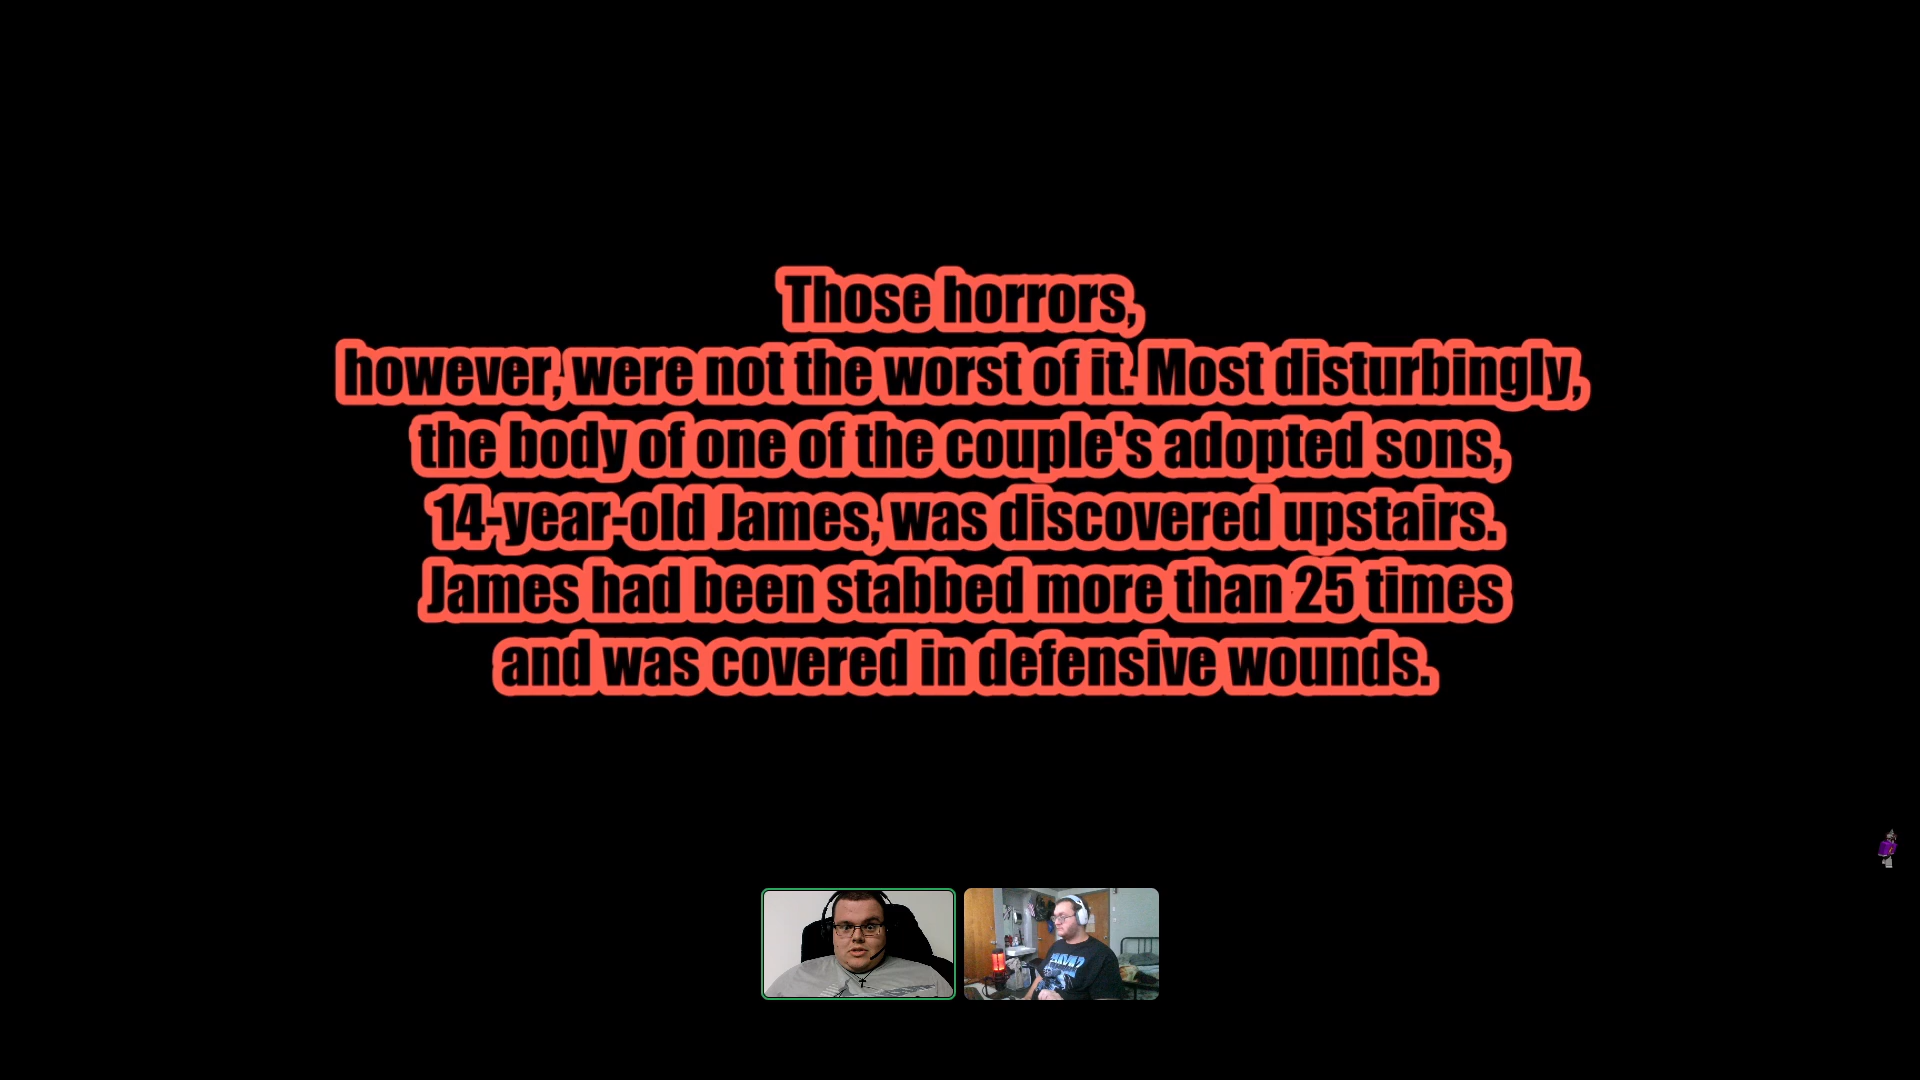 Those horrors,
however, were not the worst of it. Most disturbingly,
the body of one of the couple's adopted sons,
14-year-old James, was discovered upstairs.
James had been stabbed more than 25 times
and was covered in defensive wounds.